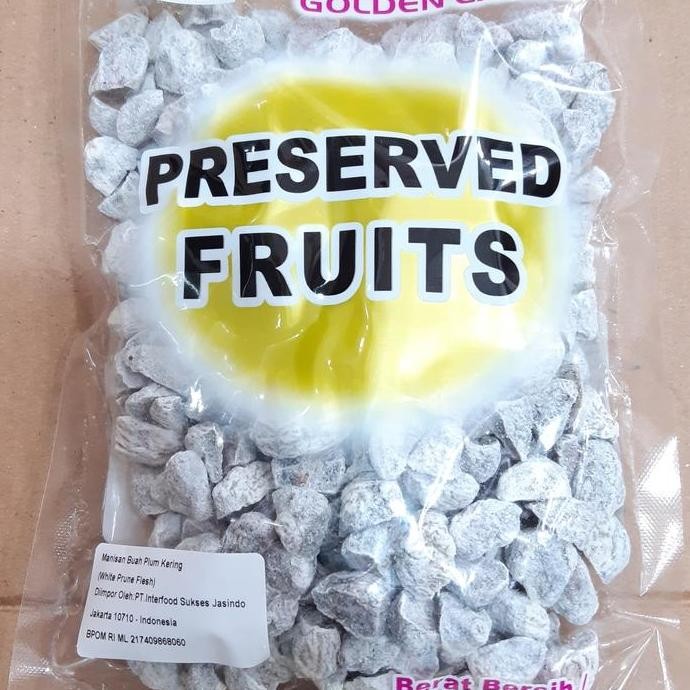 GOLDEN
PRESERVED
FRUITS
Manisan Buah Plum Kering
(White Prune Flesh)
Diimpor Oleh:PT.Interfood Sukses Jasindo
Jakarta 10710 - Indonesia
BPOM RI ML 217409868060
Berat Bersih /